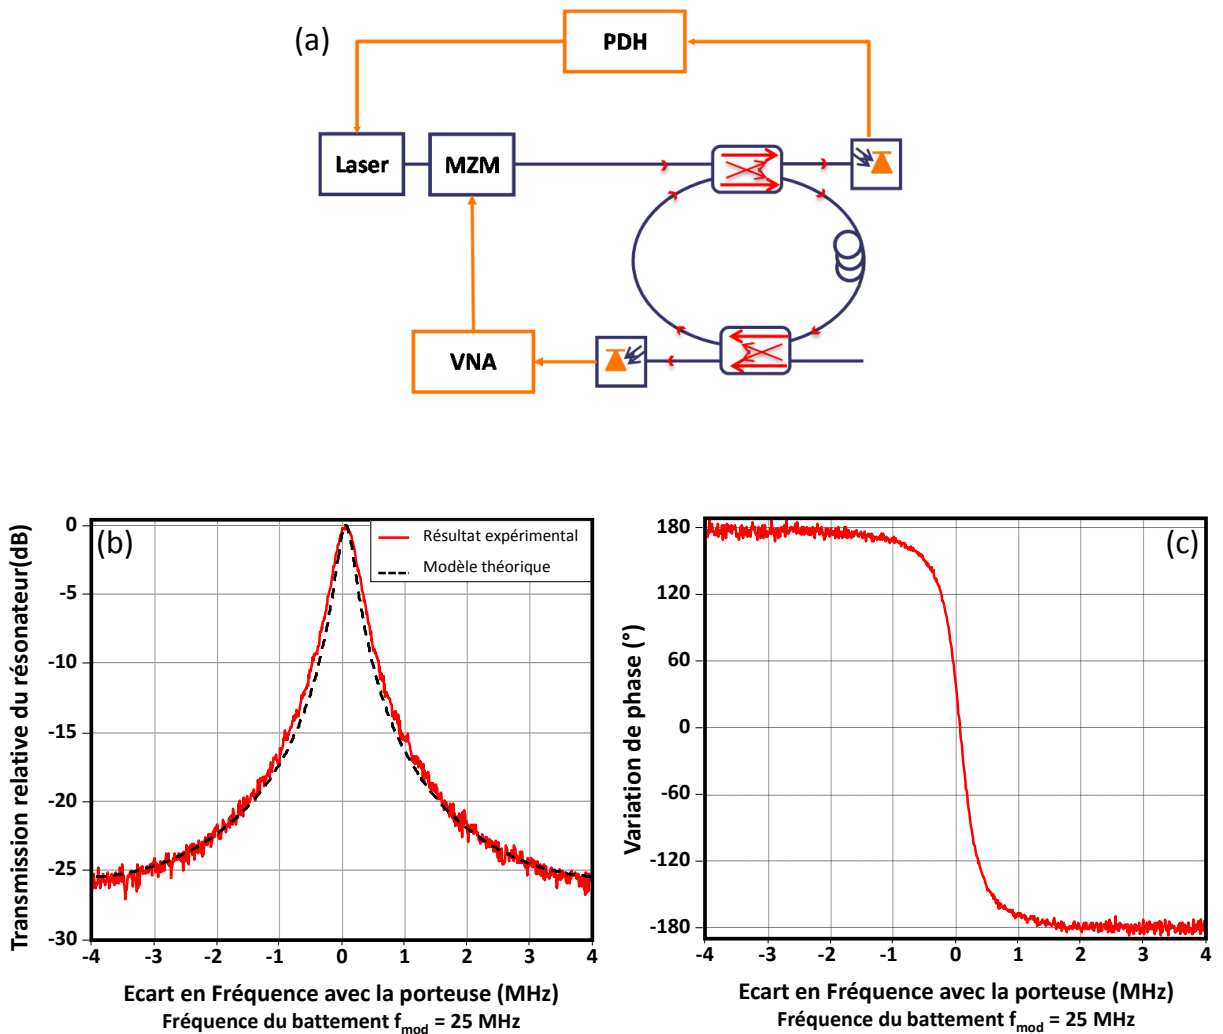 (a)
PDH
Laser
MZM
VNA
(b)
Transmission relative du résonateur(dB)
0
-5
-10
-15
-20
-25
-30
Résultat expérimental
Modèle théorique
-4 -3 -2 -1 0 1 2 3 4
Ecart en Fréquence avec la porteuse (MHz)
Fréquence du battement fmod = 25 MHz
(c)
Variation de phase (°)
180
120
60
0
-60
-120
-180
-4 -3 -2 -1 0 1 2 3 4
Ecart en Fréquence avec la porteuse (MHz)
Fréquence du battement fmod = 25 MHz